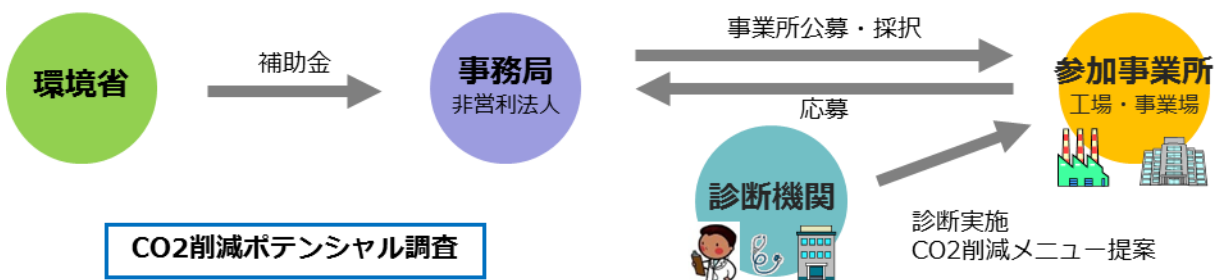 環境省
補助金
事務局
非営利法人
事業所公募・採択
応募
参加事業所
工場・事業場
診断機関
診断実施
CO2削減メニュー提案
CO2削減ポテンシャル調査